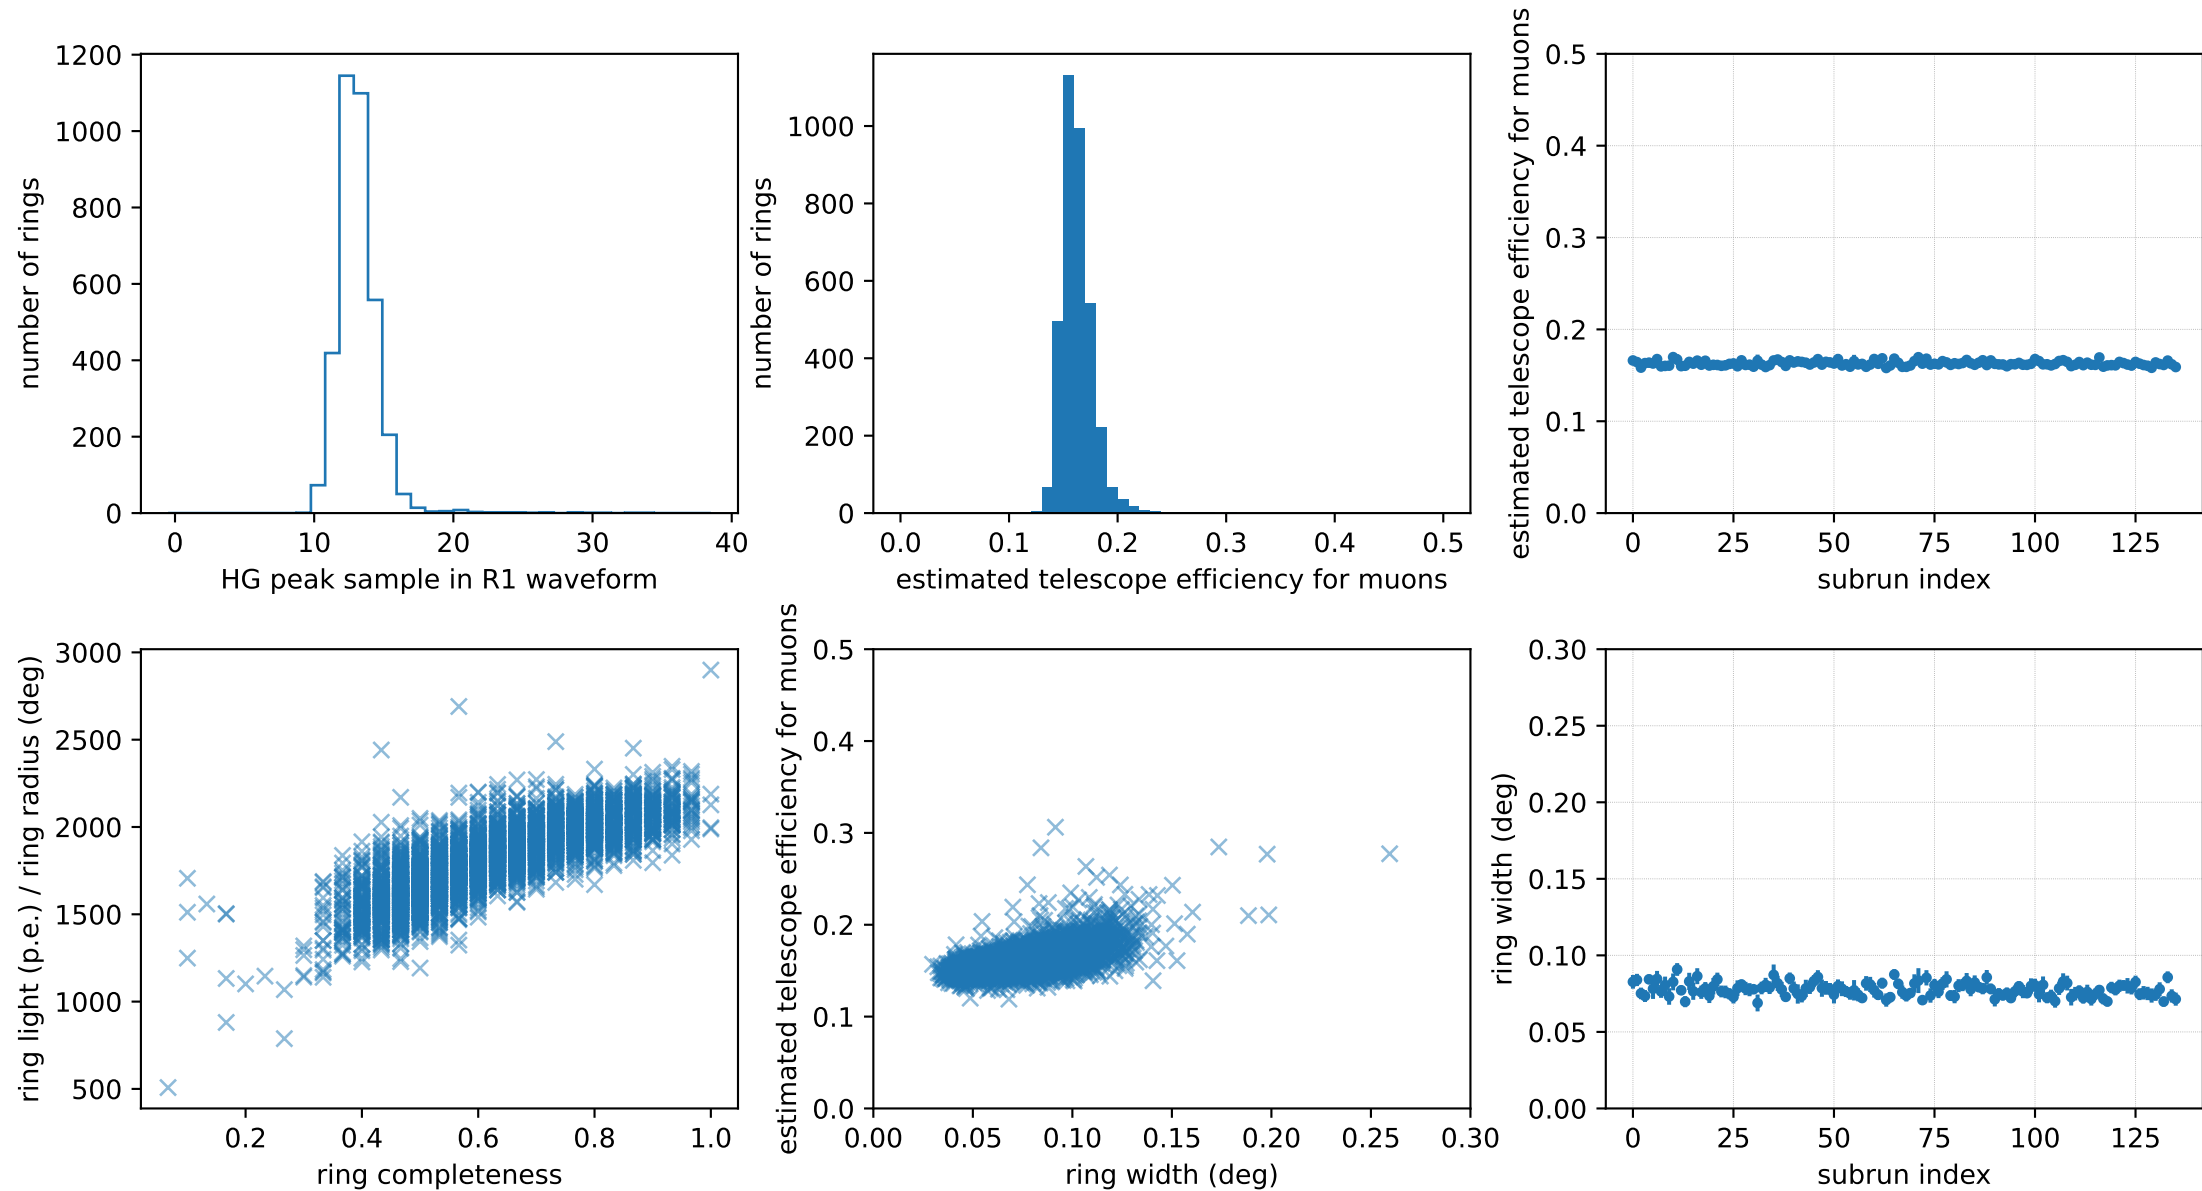 1200
1000
800
600
400
200
0
number of rings
0 10 20 30 40
HG peak sample in R1 waveform
1000
800
600
400
200
0
number of rings
0.0 0.1 0.2 0.3 0.4 0.5
estimated telescope efficiency for muons
0.5
0.4
0.3
0.2
0.1
0.0
estimated telescope efficiency for muons
0 25 50 75 100 125
subrun index
3000
2500
2000
1500
1000
500
ring light (p.e.) / ring radius (deg)
0.2 0.4 0.6 0.8 1.0
ring completeness
0.5
0.4
0.3
0.2
0.1
0.0
estimated telescope efficiency for muons
0.00 0.05 0.10 0.15 0.20 0.25 0.30
ring width (deg)
0.30
0.25
0.20
0.15
0.10
0.05
0.00
ring width (deg)
0 25 50 75 100 125
subrun index